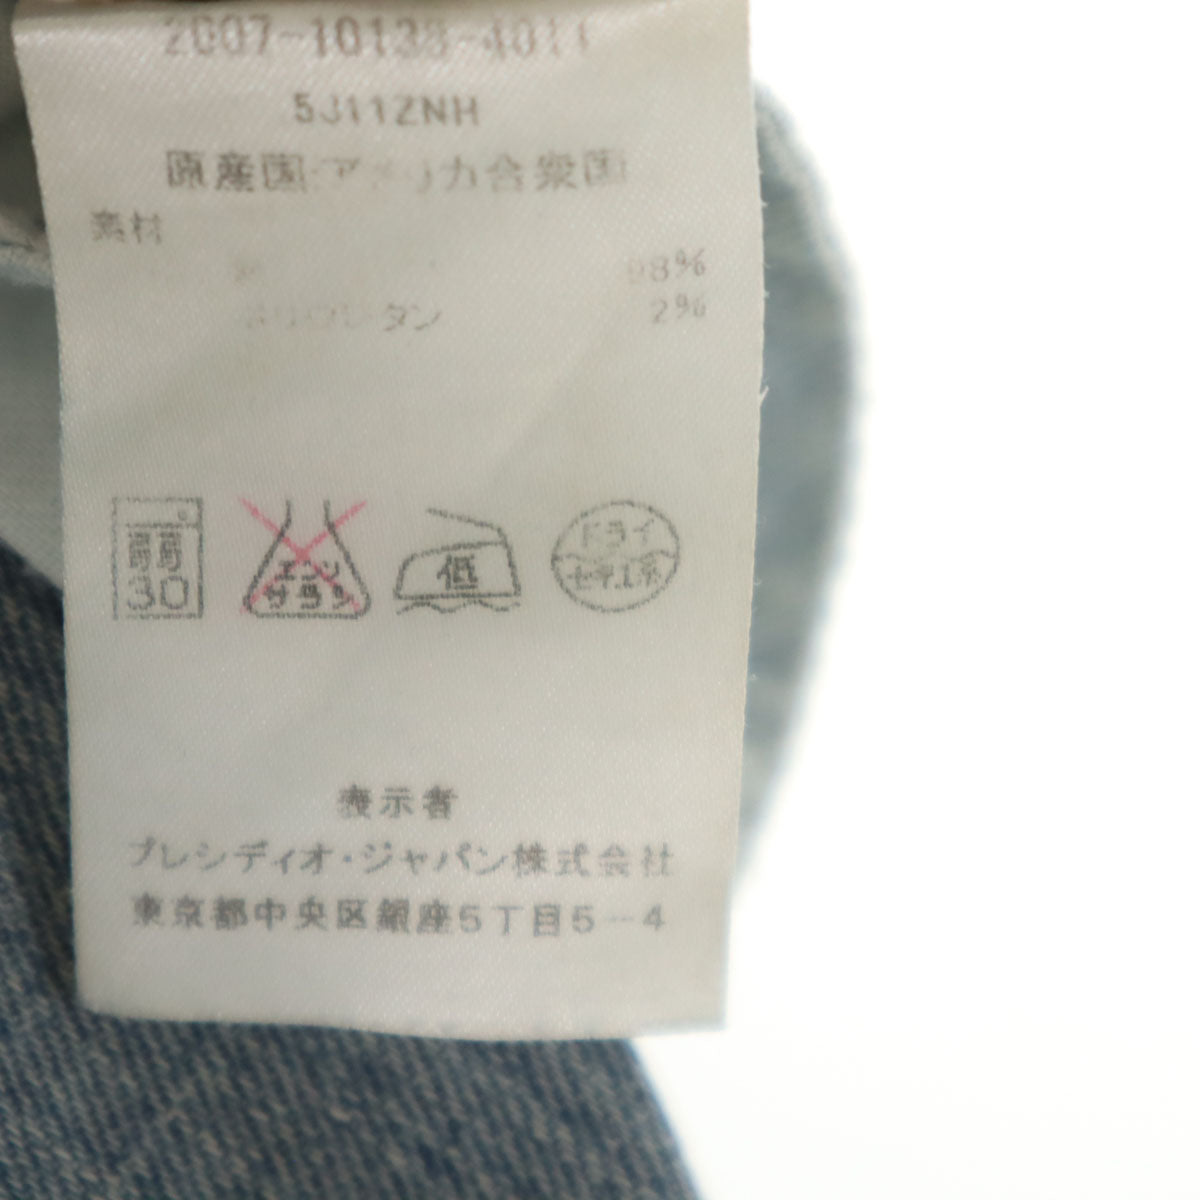 2007-10138-4011
5J11ZNH
原産国:アメリカ合衆国
素材
98%
ポリウレタン 2%
弱
30
エンソ
サラシ
低
ドライ
セキユ系
表示者
プレシディオ・ジャパン株式会社
東京都中央区銀座5丁目5-4